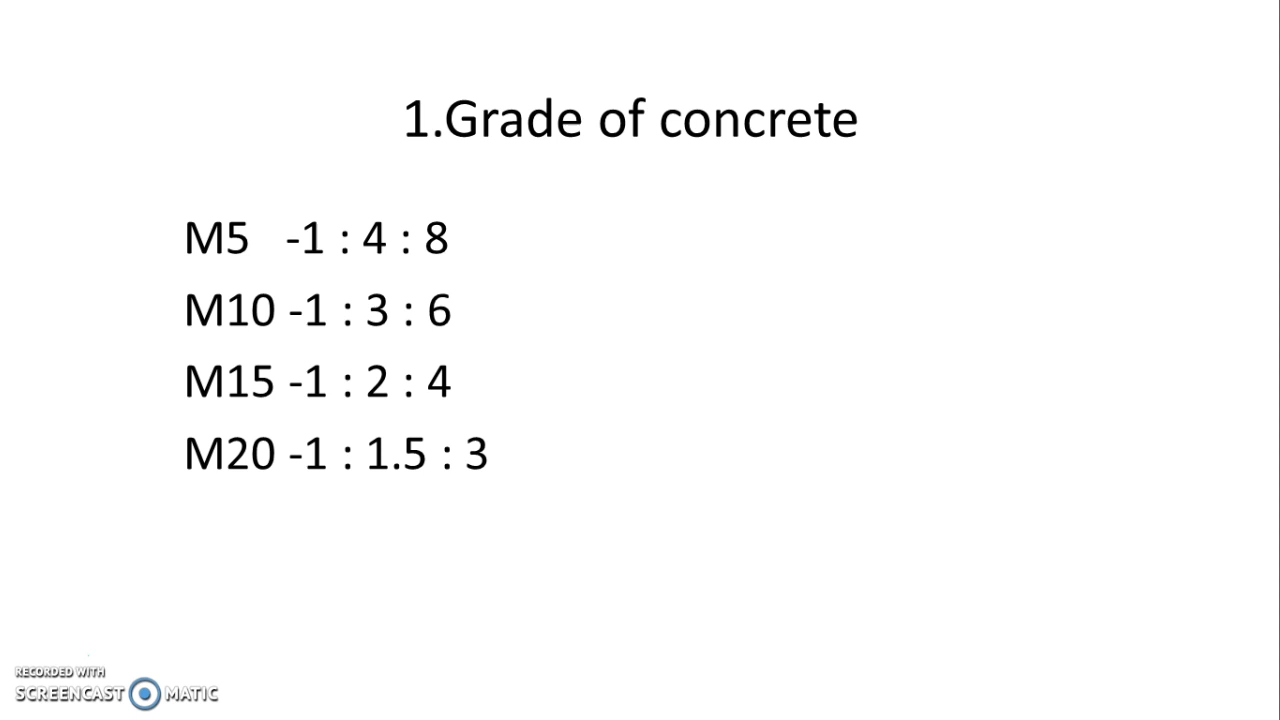 1.Grade of concrete
M5 -1 : 4 : 8
M10 -1 : 3 : 6
M15 -1 : 2 : 4
M20 -1 : 1.5 : 3
RECORDED WITH
SCREENCAST MATIC